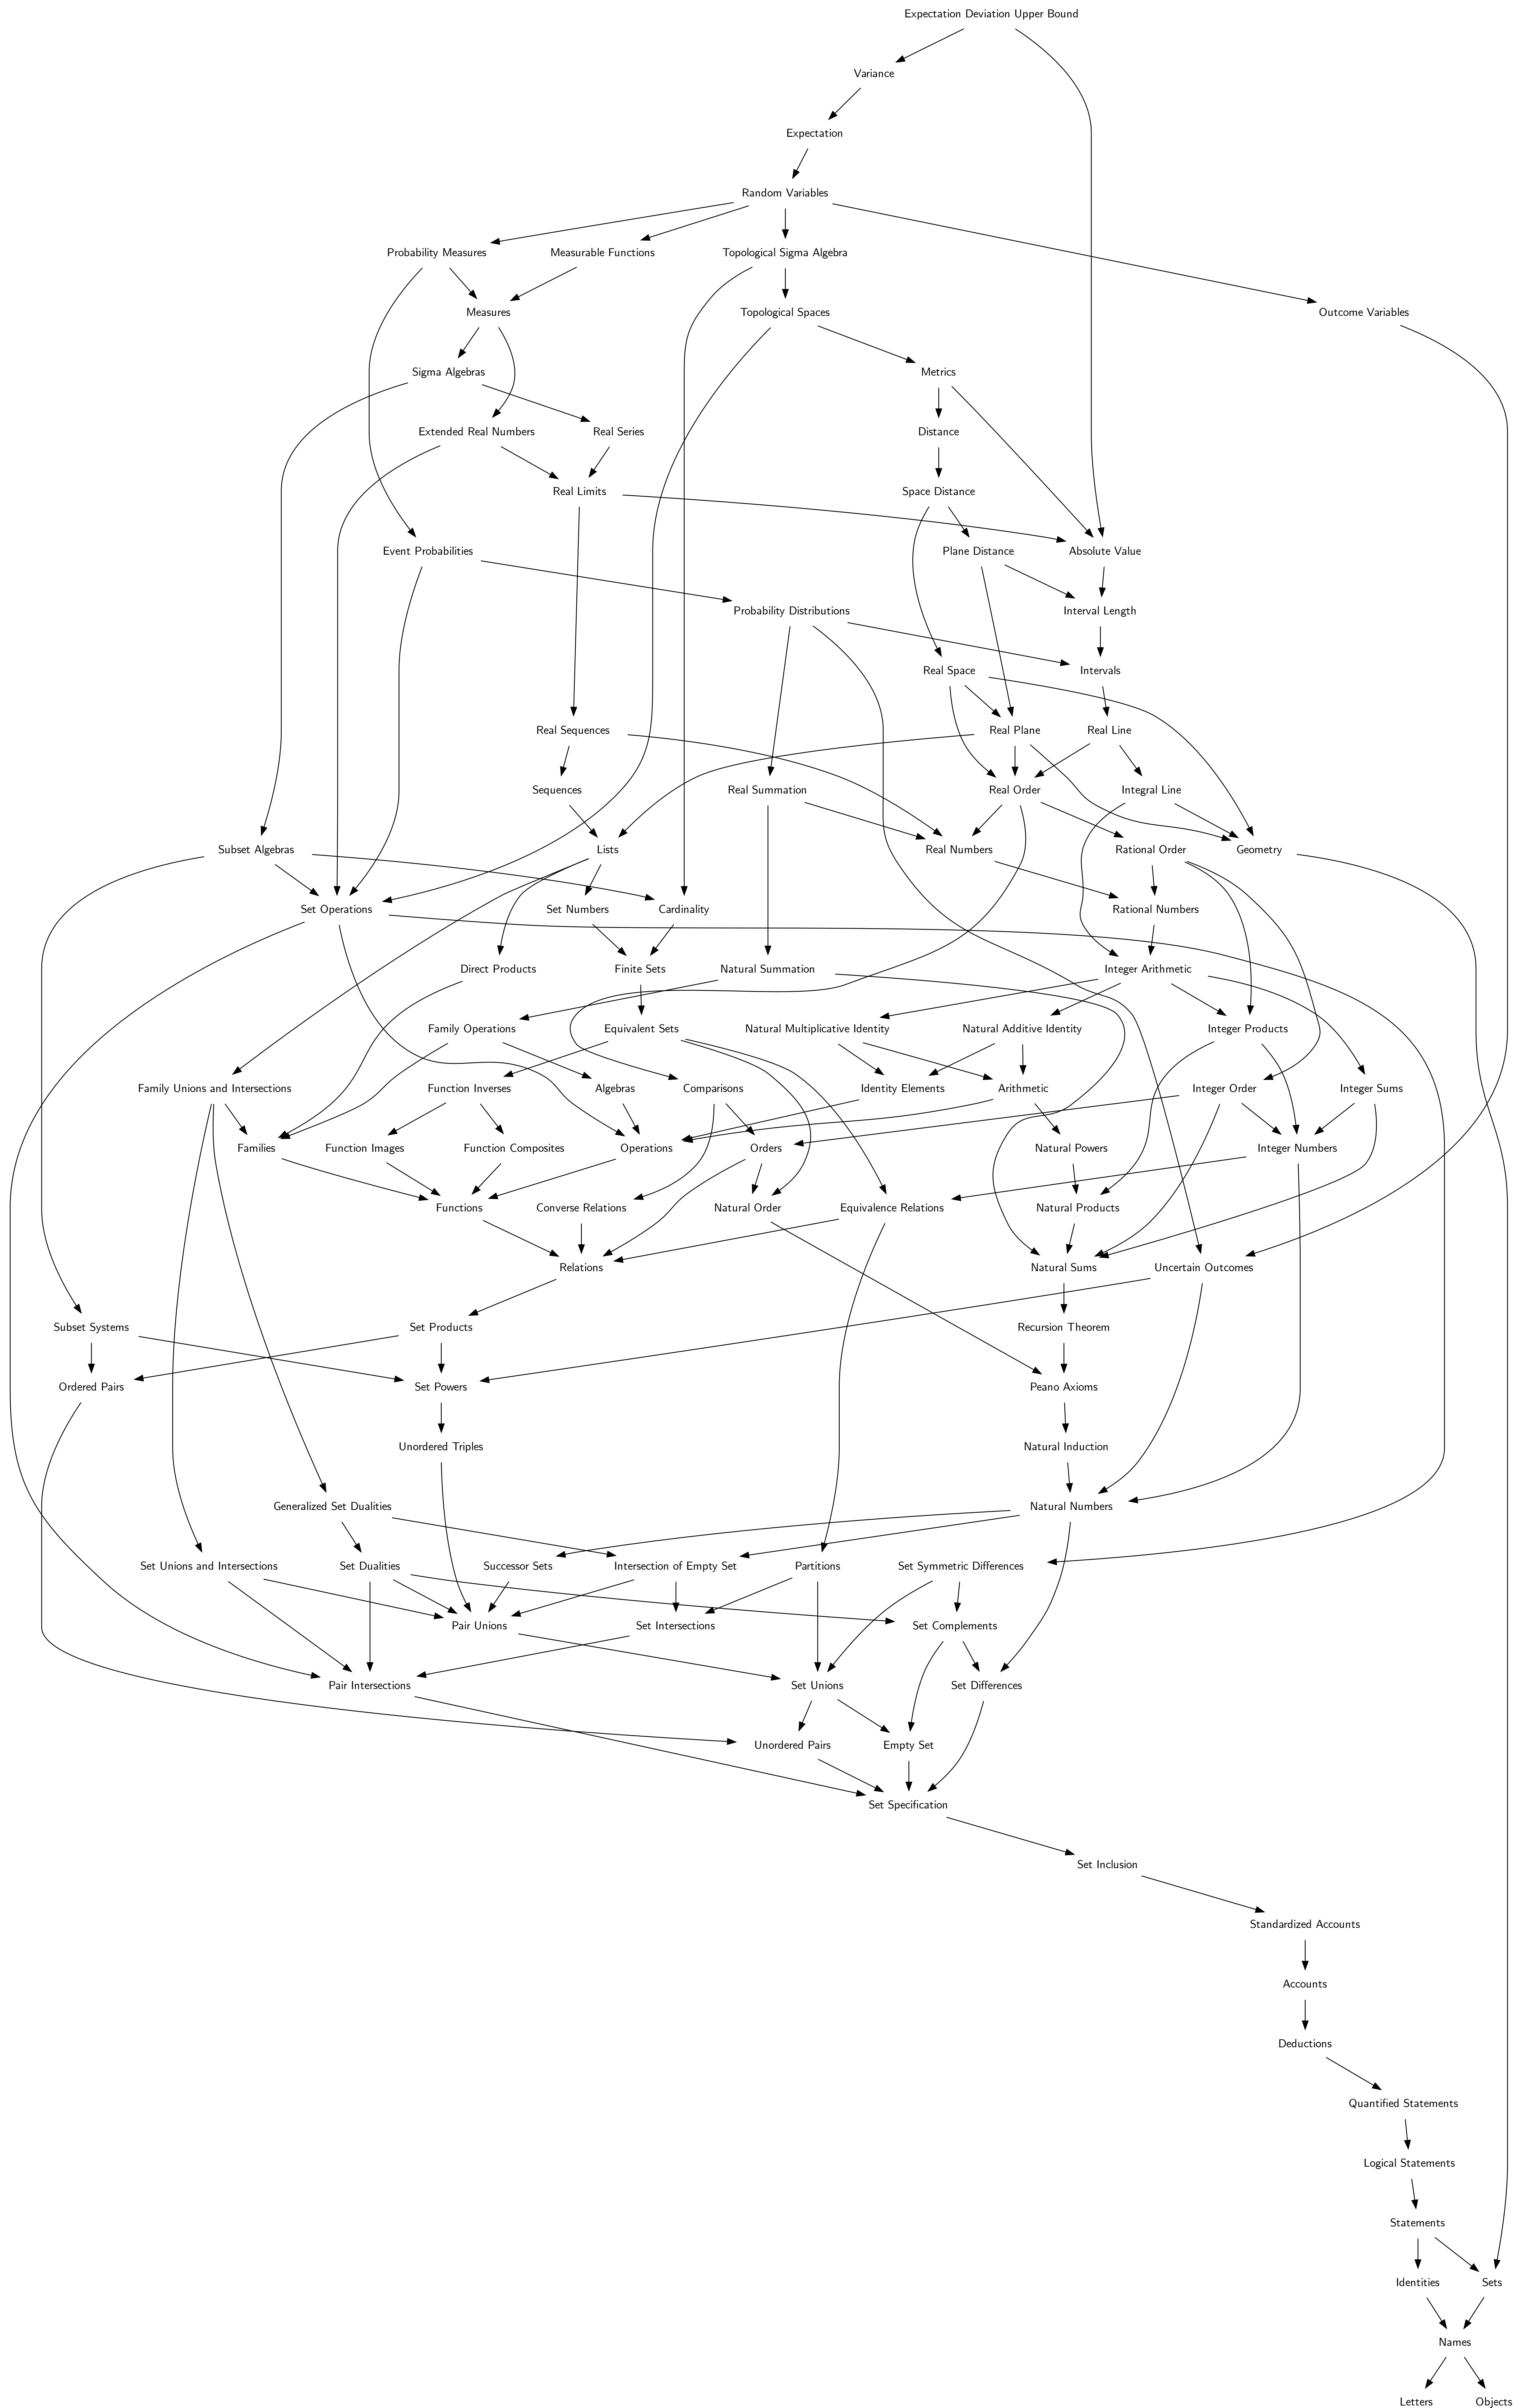 Expectation Deviation Upper Bound
Variance
Expectation
Random Variables
Probability Measures
Measurable Functions
Topological Sigma Algebra
Measures
Topological Spaces
Outcome Variables
Sigma Algebras
Metrics
Extended Real Numbers
Real Series
Distance
Real Limits
Space Distance
Event Probabilities
Plane Distance
Absolute Value
Probability Distributions
Interval Length
Real Space
Intervals
Real Sequences
Real Plane
Real Line
Sequences
Real Summation
Real Order
Integral Line
Subset Algebras
Lists
Real Numbers
Rational Order
Geometry
Set Operations
Set Numbers
Cardinality
Rational Numbers
Direct Products
Finite Sets
Natural Summation
Integer Arithmetic
Family Operations
Equivalent Sets
Natural Multiplicative Identity
Natural Additive Identity
Integer Products
Family Unions and Intersections
Function Inverses
Algebras
Comparisons
Identity Elements
Arithmetic
Integer Order
Integer Sums
Families
Function Images
Function Composites
Operations
Orders
Natural Powers
Integer Numbers
Functions
Converse Relations
Natural Order
Equivalence Relations
Natural Products
Relations
Natural Sums
Uncertain Outcomes
Subset Systems
Set Products
Recursion Theorem
Ordered Pairs
Set Powers
Peano Axioms
Unordered Triples
Natural Induction
Generalized Set Dualities
Natural Numbers
Set Unions and Intersections
Set Dualities
Successor Sets
Intersection of Empty Set
Partitions
Set Symmetric Differences
Pair Unions
Set Intersections
Set Complements
Pair Intersections
Set Unions
Set Differences
Unordered Pairs
Empty Set
Set Specification
Set Inclusion
Standardized Accounts
Accounts
Deductions
Quantified Statements
Logical Statements
Statements
Identities
Sets
Names
Letters
Objects